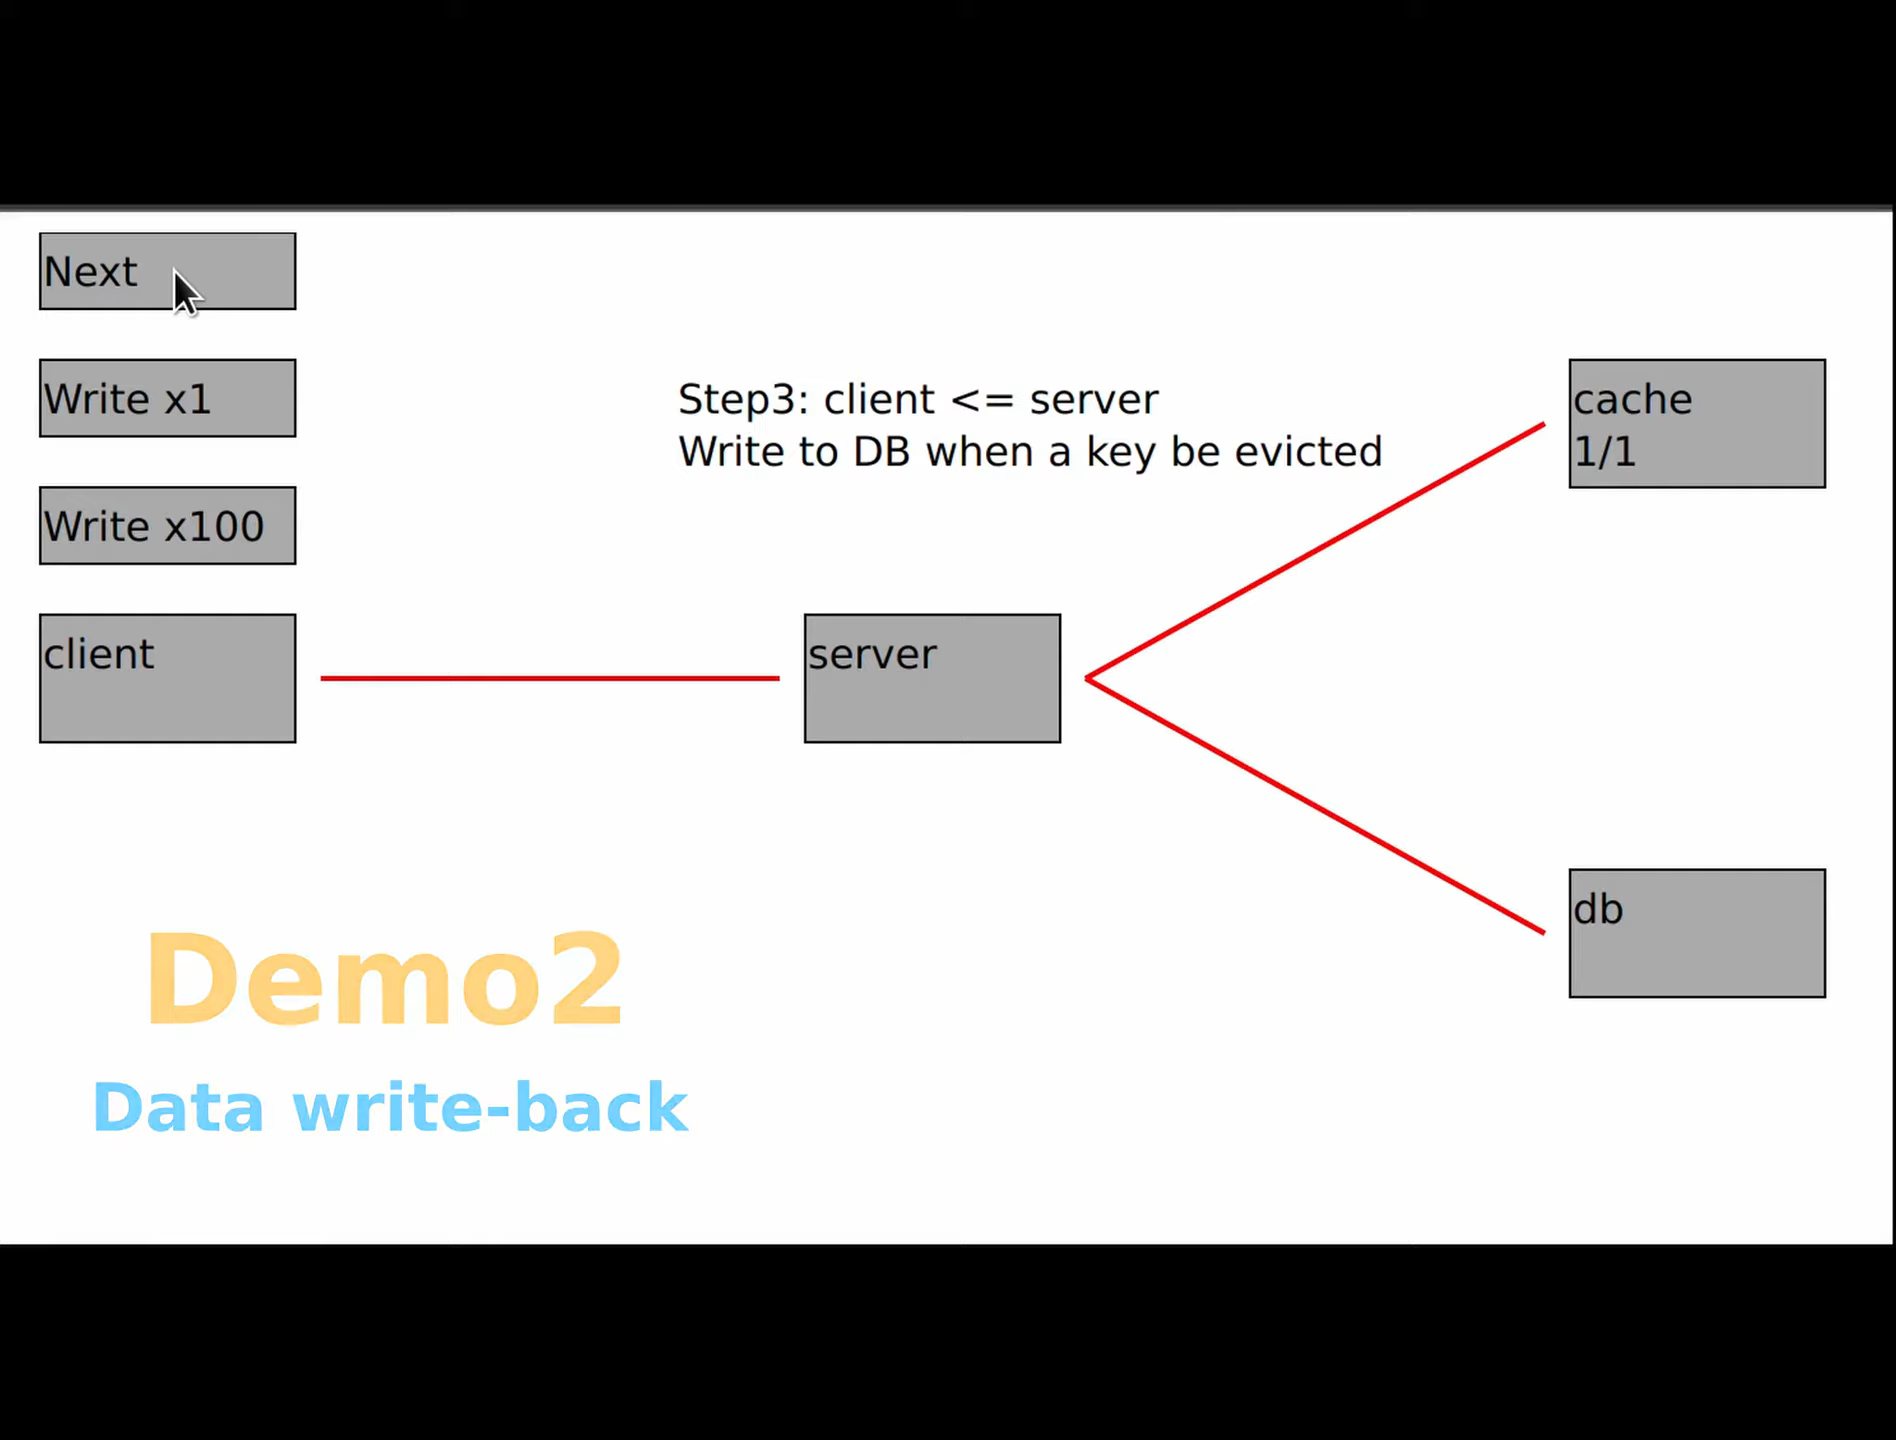 Next
Write x1
Write x100
Step3: client <= server
Write to DB when a key be evicted
cache
1/1
client
server
db
Demo2
Data write-back